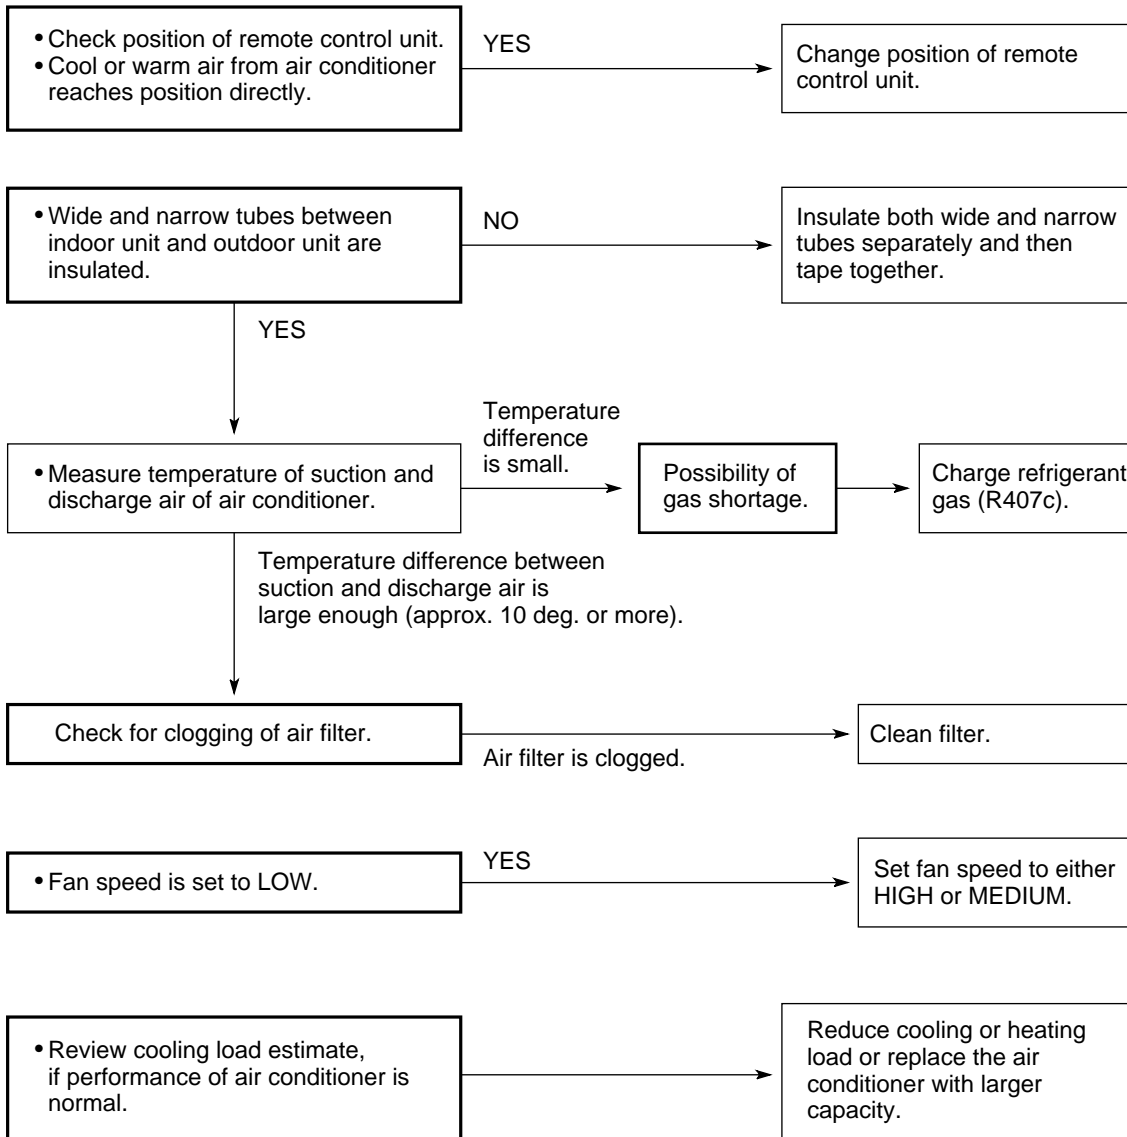 • Check position of remote control unit.
• Cool or warm air from air conditioner
reaches position directly.
YES
Change position of remote
control unit.
• Wide and narrow tubes between
indoor unit and outdoor unit are
insulated.
NO
Insulate both wide and narrow
tubes separately and then
tape together.
YES
• Measure temperature of suction and
discharge air of air conditioner.
Temperature
difference
is small.
Possibility of
gas shortage.
Charge refrigerant
gas (R407c).
Temperature difference between
suction and discharge air is
large enough (approx. 10 deg. or more).
Check for clogging of air filter.
Air filter is clogged.
Clean filter.
• Fan speed is set to LOW.
YES
Set fan speed to either
HIGH or MEDIUM.
• Review cooling load estimate,
if performance of air conditioner is
normal.
Reduce cooling or heating
load or replace the air
conditioner with larger
capacity.